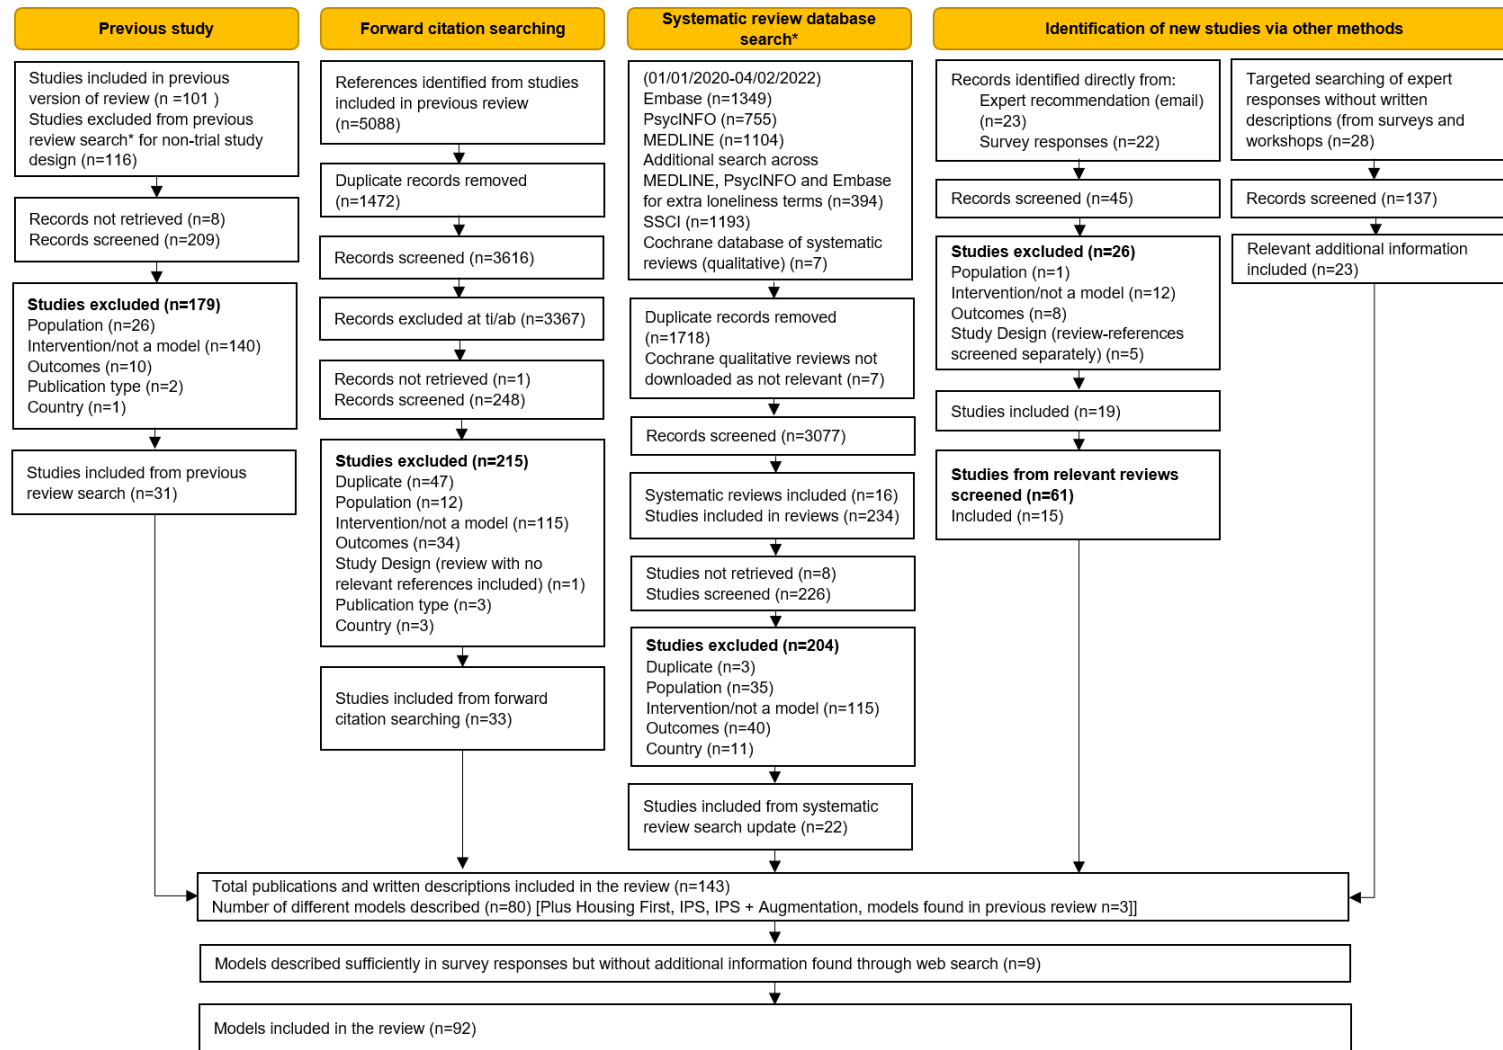 Previous study
Studies included in previous
version of review (n =101 )
Studies excluded from previous
review search* for non-trial study
design (n=116)
Records not retrieved (n=8)
Records screened (n=209)
Studies excluded (n=179)
Population (n=26)
Intervention/not a model (n=140)
Outcomes (n=10)
Publication type (n=2)
Country (n=1)
Studies included from previous
review search (n=31)
Forward citation searching
References identified from studies
included in previous review
(n=5088)
Duplicate records removed
(n=1472)
Records screened (n=3616)
Records excluded at ti/ab (n=3367)
Records not retrieved (n=1)
Records screened (n=248)
Studies excluded (n=215)
Duplicate (n=47)
Population (n=12)
Intervention/not a model (n=115)
Outcomes (n=34)
Study Design (review with no
relevant references included) (n=1)
Publication type (n=3)
Country (n=3)
Studies included from forward
citation searching (n=33)
Systematic review database
search*
(01/01/2020-04/02/2022)
Embase (n=1349)
PsycINFO (n=755)
MEDLINE (n=1104)
Additional search across
MEDLINE, PsycINFO and Embase
for extra loneliness terms (n=394)
SSCI (n=1193)
Cochrane database of systematic
reviews (qualitative) (n=7)
Duplicate records removed
(n=1718)
Cochrane qualitative reviews not
downloaded as not relevant (n=7)
Records screened (n=3077)
Systematic reviews included (n=16)
Studies included in reviews (n=234)
Studies not retrieved (n=8)
Studies screened (n=226)
Studies excluded (n=204)
Duplicate (n=3)
Population (n=35)
Intervention/not a model (n=115)
Outcomes (n=40)
Country (n=11)
Studies included from systematic
review search update (n=22)
Identification of new studies via other methods
Records identified directly from:
Expert recommendation (email)
(n=23)
Survey responses (n=22)
Records screened (n=45)
Studies excluded (n=26)
Population (n=1)
Intervention/not a model (n=12)
Outcomes (n=8)
Study Design (review-references
screened separately) (n=5)
Studies included (n=19)
Studies from relevant reviews
screened (n=61)
Included (n=15)
Targeted searching of expert
responses without written
descriptions (from surveys and
workshops (n=28)
Records screened (n=137)
Relevant additional information
included (n=23)
Total publications and written descriptions included in the review (n=143)
Number of different models described (n=80) [Plus Housing First, IPS, IPS + Augmentation, models found in previous review n=3]]
Models described sufficiently in survey responses but without additional information found through web search (n=9)
Models included in the review (n=92)